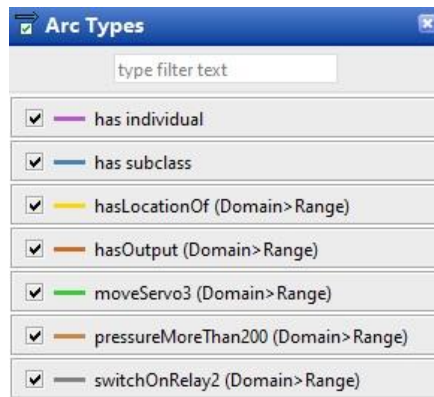 Arc Types
type filter text
has individual
has subclass
hasLocationOf (Domain>Range)
hasOutput (Domain>Range)
moveServo3 (Domain>Range)
pressureMoreThan200 (Domain>Range)
switchOnRelay2 (Domain>Range)